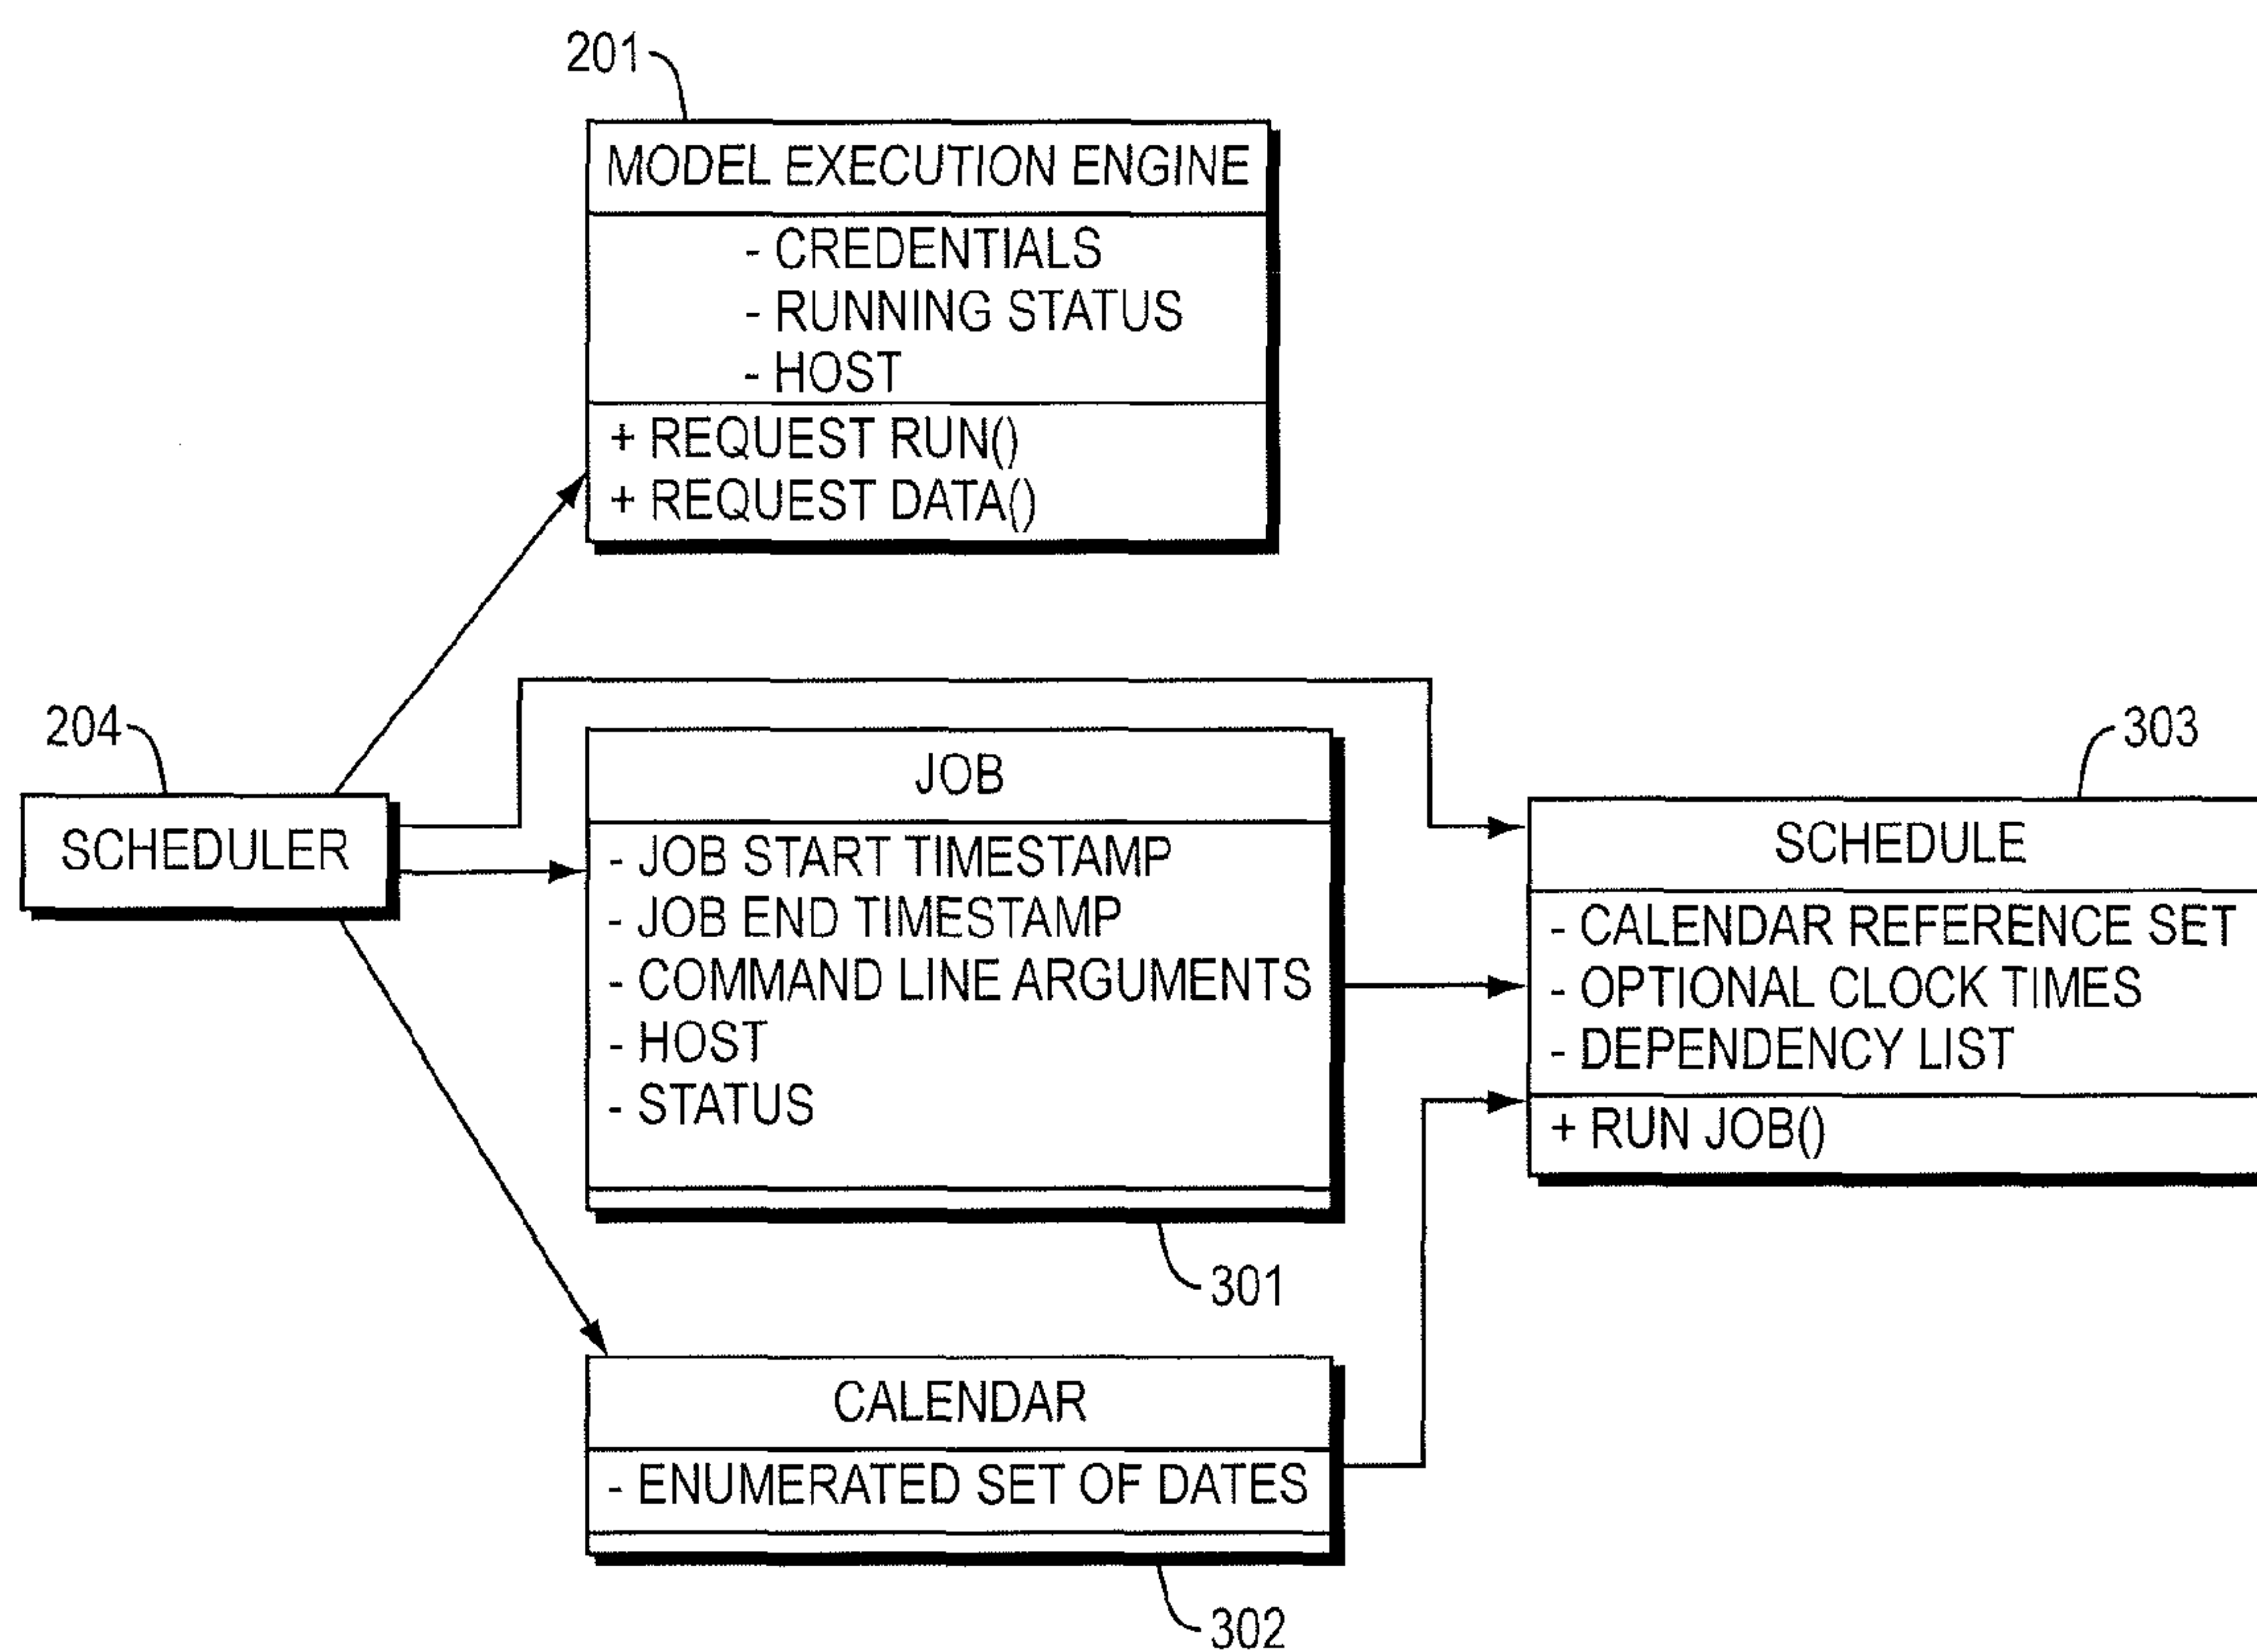 201
MODEL EXECUTION ENGINE
- CREDENTIALS
- RUNNING STATUS
- HOST
+ REQUEST RUN()
+ REQUEST DATA()
204
SCHEDULER
JOB
- JOB START TIMESTAMP
- JOB END TIMESTAMP
- COMMAND LINE ARGUMENTS
- HOST
- STATUS
301
303
SCHEDULE
- CALENDAR REFERENCE SET
- OPTIONAL CLOCK TIMES
- DEPENDENCY LIST
+ RUN JOB()
CALENDAR
- ENUMERATED SET OF DATES
302